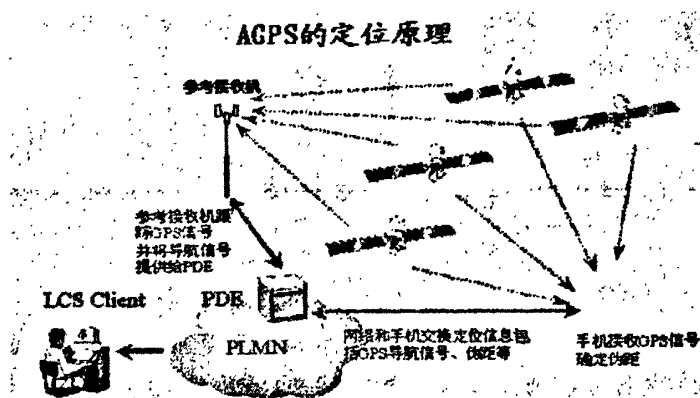 AGPS的定位原理
参考接收机
参考接收机跟
踪GPS信号
并将导航信号
提供给PDE
LCS Client
PDE
PLMN
网络和手机交换定位信息包
括GPS导航信号、伪距等
手机接收GPS信号
确定伪距